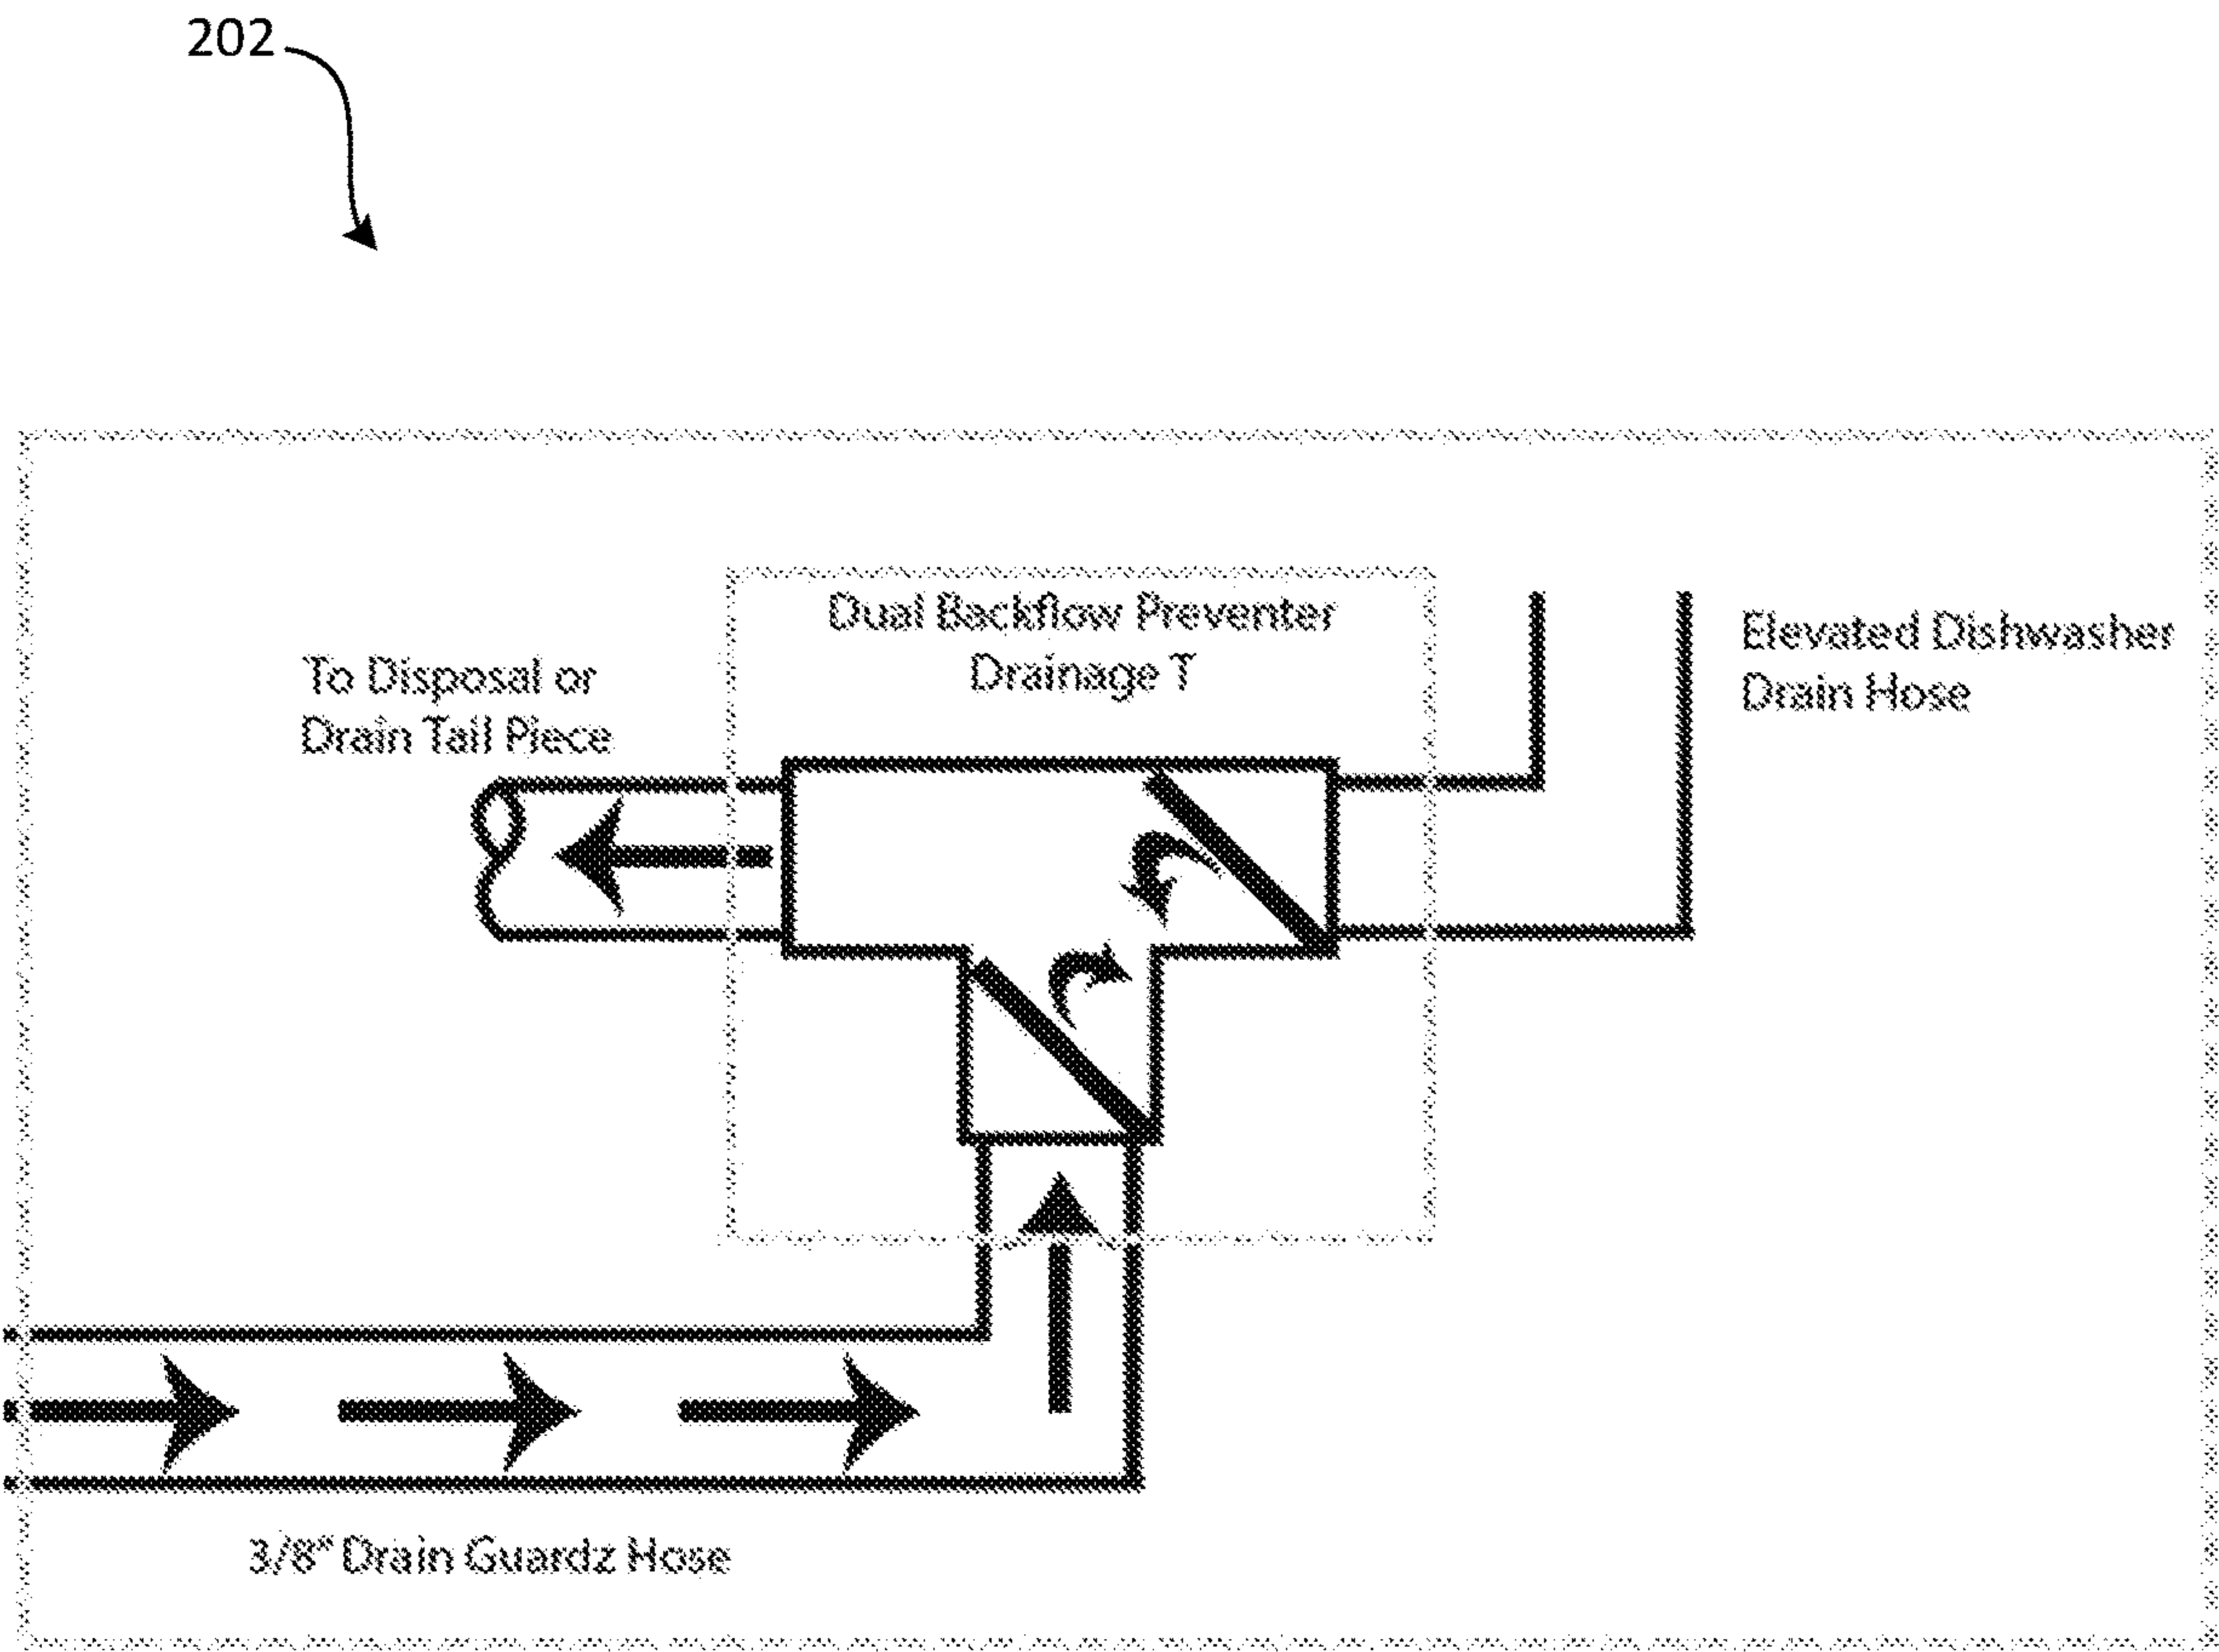 202
Dual Backflow Preventer
Drainage T
Elevated Dishwasher
Drain Hose
To Disposal or
Drain Tail Piece
3/8" Drain Guardz Hose